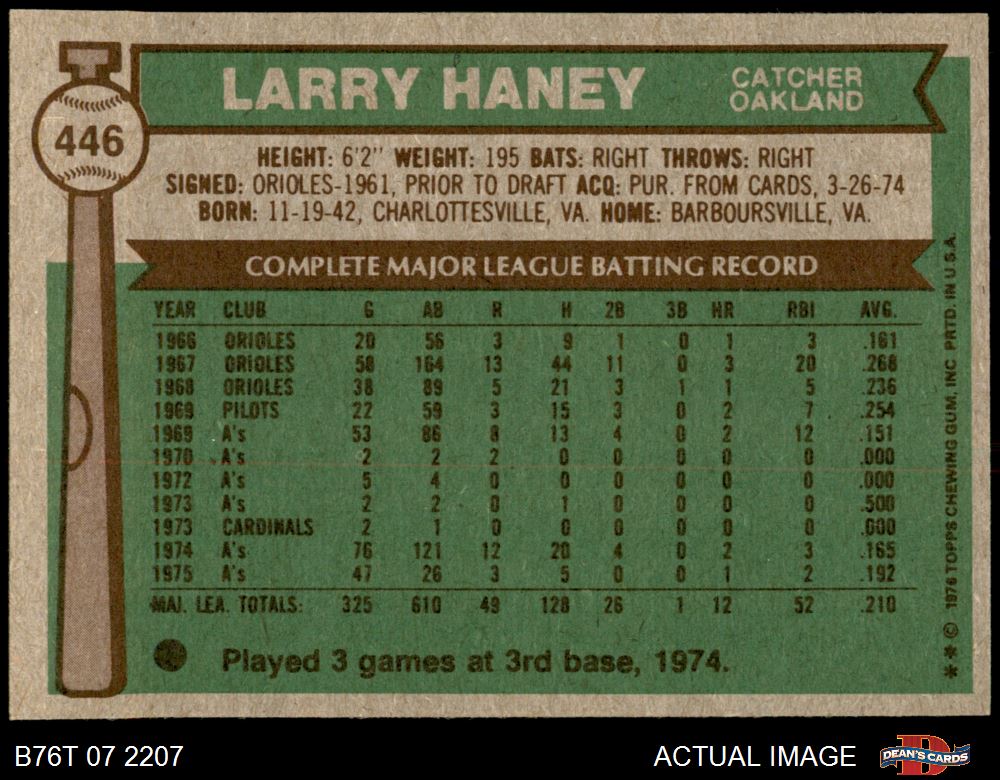 446
LARRY HANEY
CATCHER
OAKLAND
HEIGHT: 6'2" WEIGHT: 195 BATS: RIGHT THROWS: RIGHT
SIGNED: ORIOLES-1961, PRIOR TO DRAFT ACQ: PUR. FROM CARDS, 3-26-74
BORN: 11-19-42, CHARLOTTESVILLE, VA. HOME: BARBOURSVILLE, VA.
COMPLETE MAJOR LEAGUE BATTING RECORD
YEAR CLUB G AB R H 2B 3B HR RBI AVG.
1966 ORIOLES 20 56 3 9 1 0 1 3 .161
1967 ORIOLES 58 164 13 44 11 0 3 20 .268
1968 ORIOLES 38 89 5 21 3 1 1 5 .236
1969 PILOTS 22 59 3 15 3 0 2 7 .254
1969 A's 53 86 8 13 4 0 2 12 .151
1970 A's 2 2 2 0 0 0 0 0 .000
1972 A's 5 4 0 0 0 0 0 0 .000
1973 A's 2 2 0 1 0 0 0 0 .500
1973 CARDINALS 2 1 0 0 0 0 0 0 .000
1974 A's 76 121 12 20 4 0 2 3 .165
1975 A's 47 26 3 5 0 0 1 2 .192
MAJ. LEA. TOTALS: 325 610 49 128 26 1 12 52 .210
Played 3 games at 3rd base, 1974.
** © 1976 TOPPS CHEWING GUM, INC PRTD. IN U.S.A.
B76T 07 2207
ACTUAL IMAGE
DEAN'S CARDS